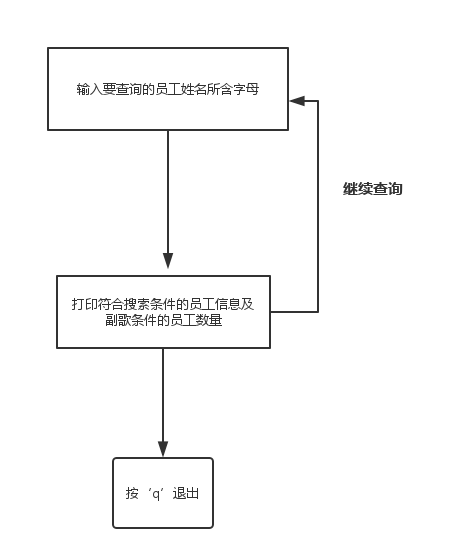 输入要查询的员工姓名所含字母
继续查询
打印符合搜索条件的员工信息及
副歌条件的员工数量
按‘q’退出